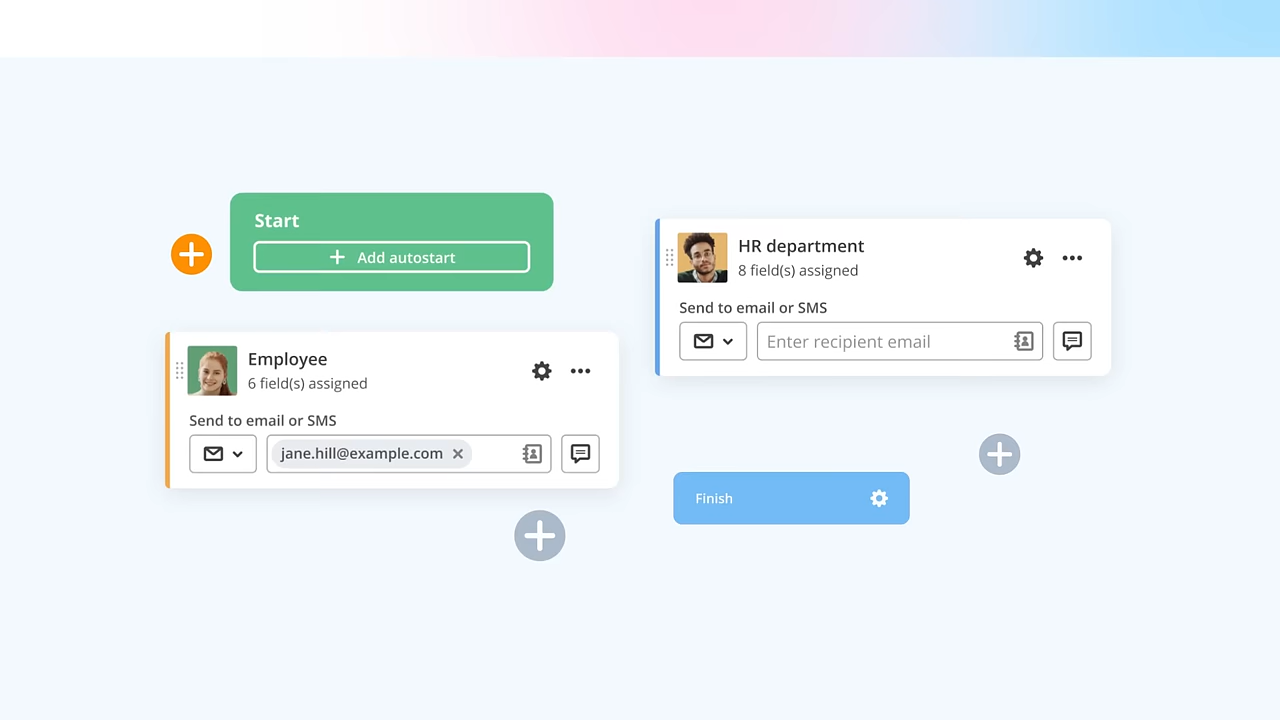 Start
Add autostart
Employee
6 field(s) assigned
Send to email or SMS
jane.hill@example.com
HR department
8 field(s) assigned
Send to email or SMS
Enter recipient email
Finish